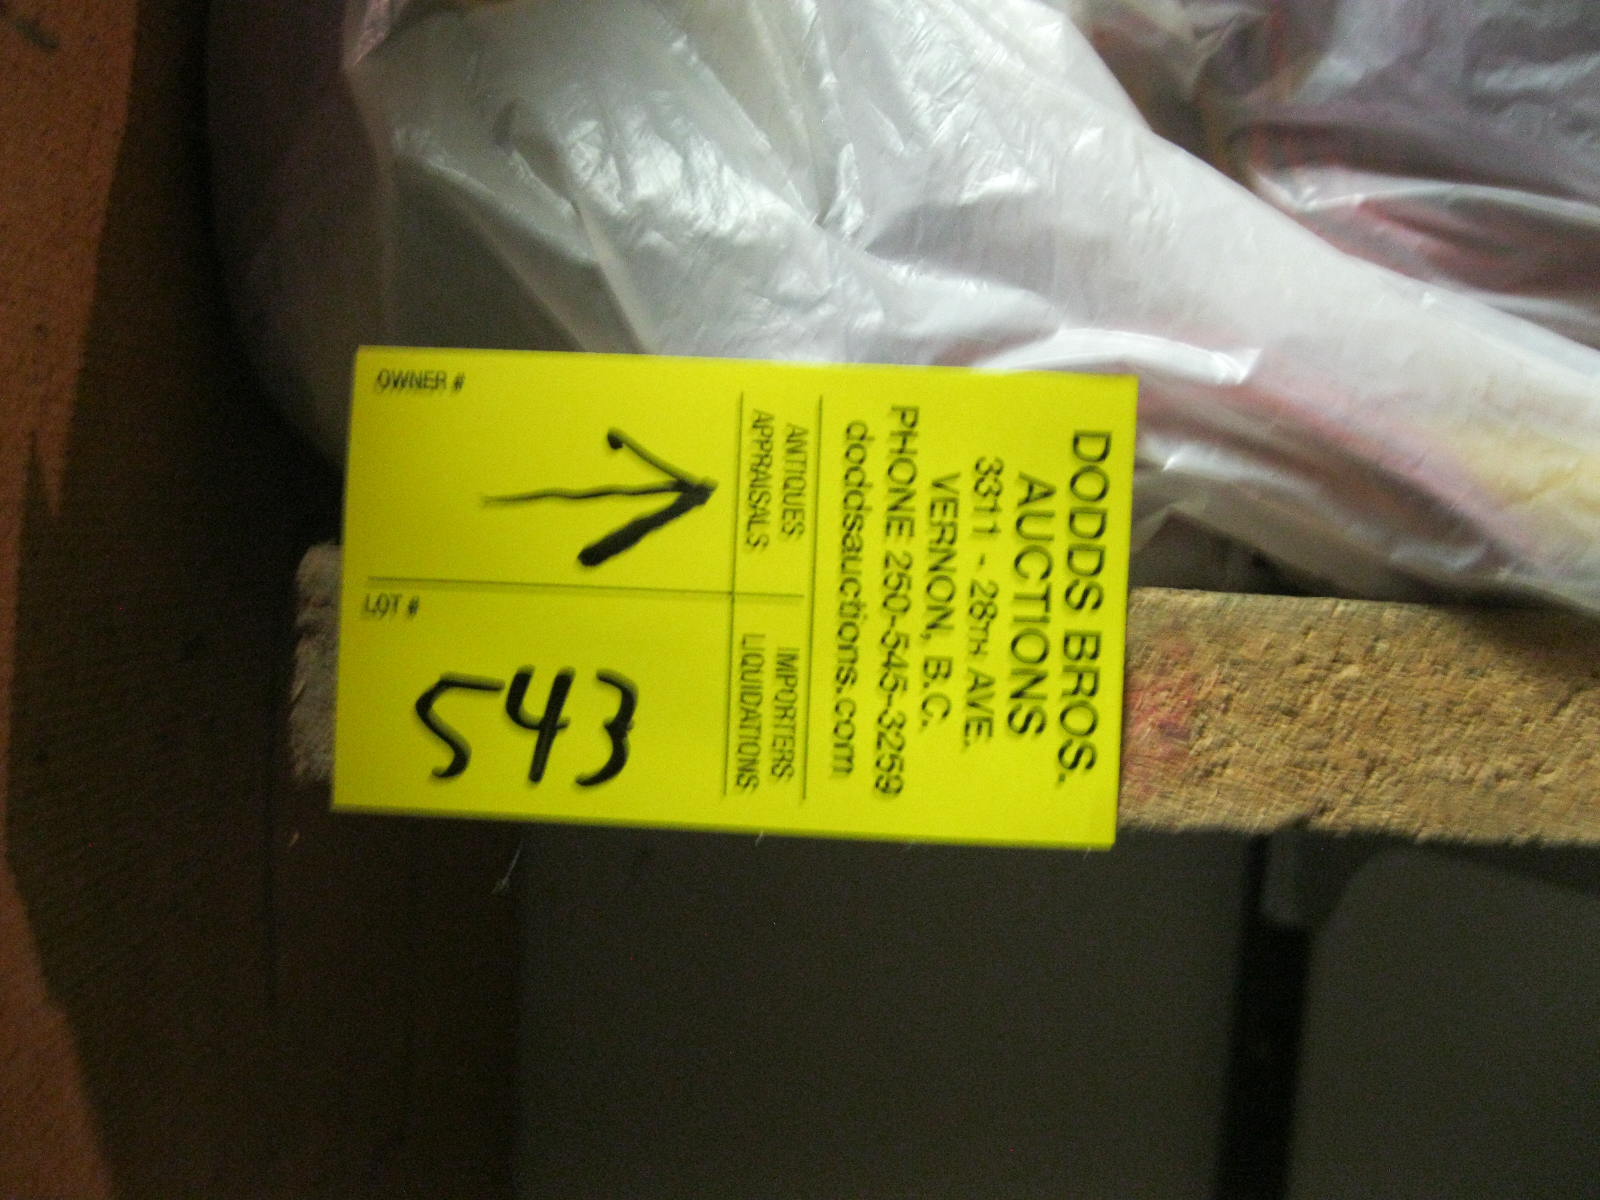 DODDS BROS.
AUCTIONS
3311 - 28TH AVE.
VERNON, B.C.
PHONE 250-545-3259
doddsauctions.com
ANTIQUES
APPRAISALS
IMPORTERS
LIQUIDATIONS
OWNER #
LOT #
543